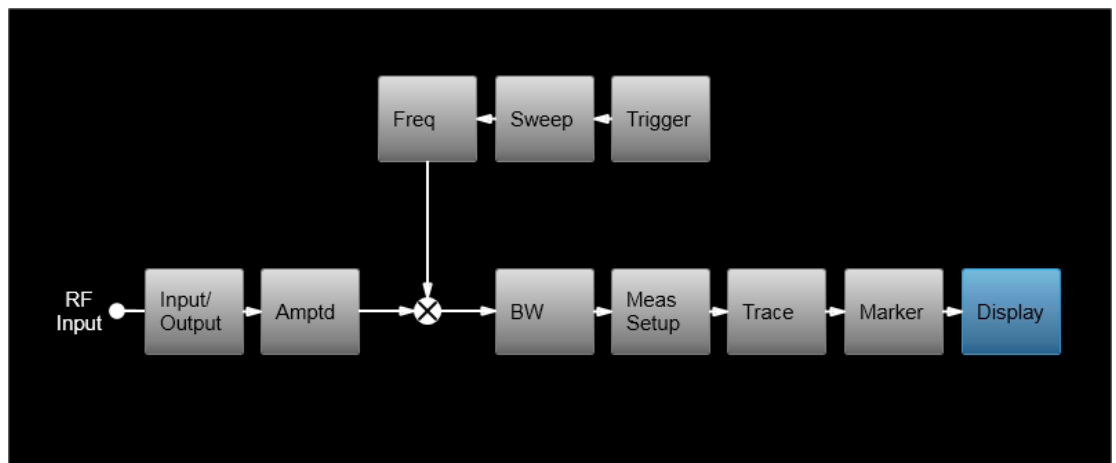 Freq
Sweep
Trigger
RF
Input
Input/
Output
Amptd
BW
Meas
Setup
Trace
Marker
Display